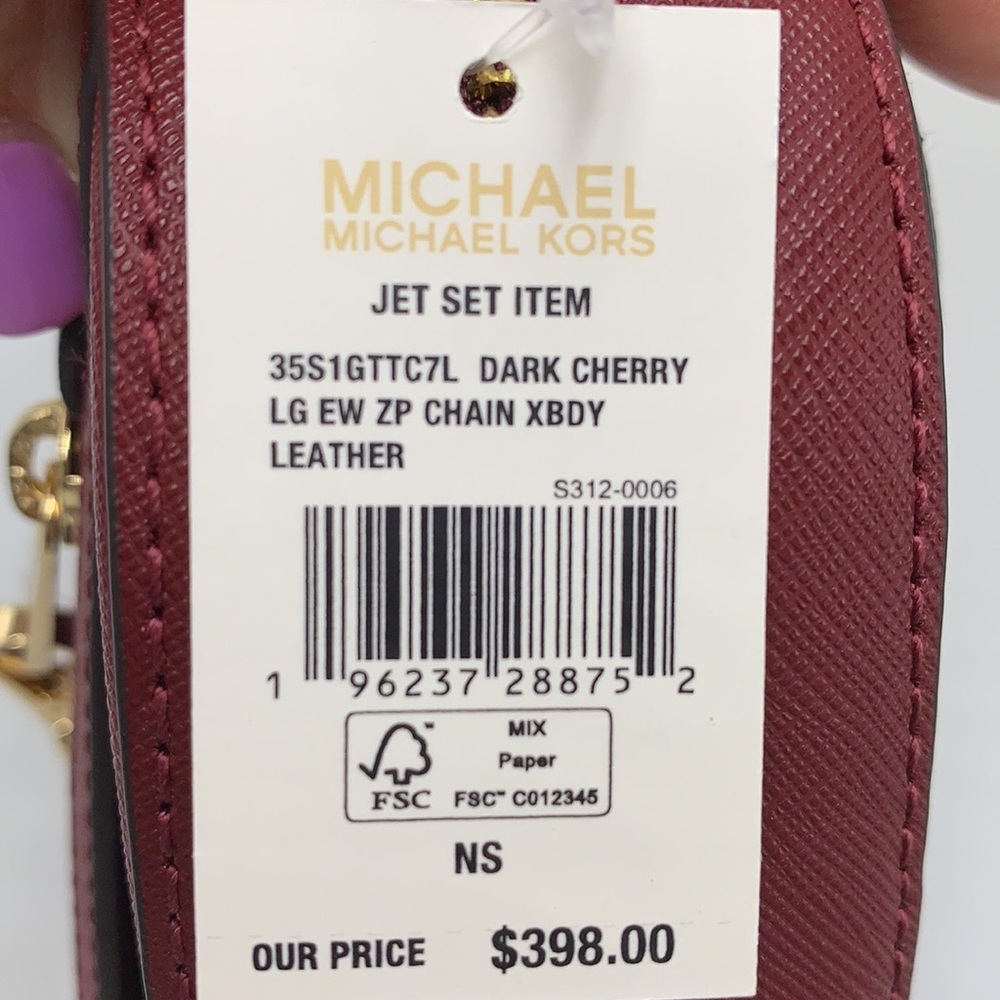 MICHAEL
MICHAEL KORS
JET SET ITEM
35S1GTTC7L DARK CHERRY
LG EW ZP CHAIN XBDY
LEATHER
S312-0006
1 96237 28875 2
FSC™
MIX
Paper
FSC™ C012345
NS
OUR PRICE $398.00